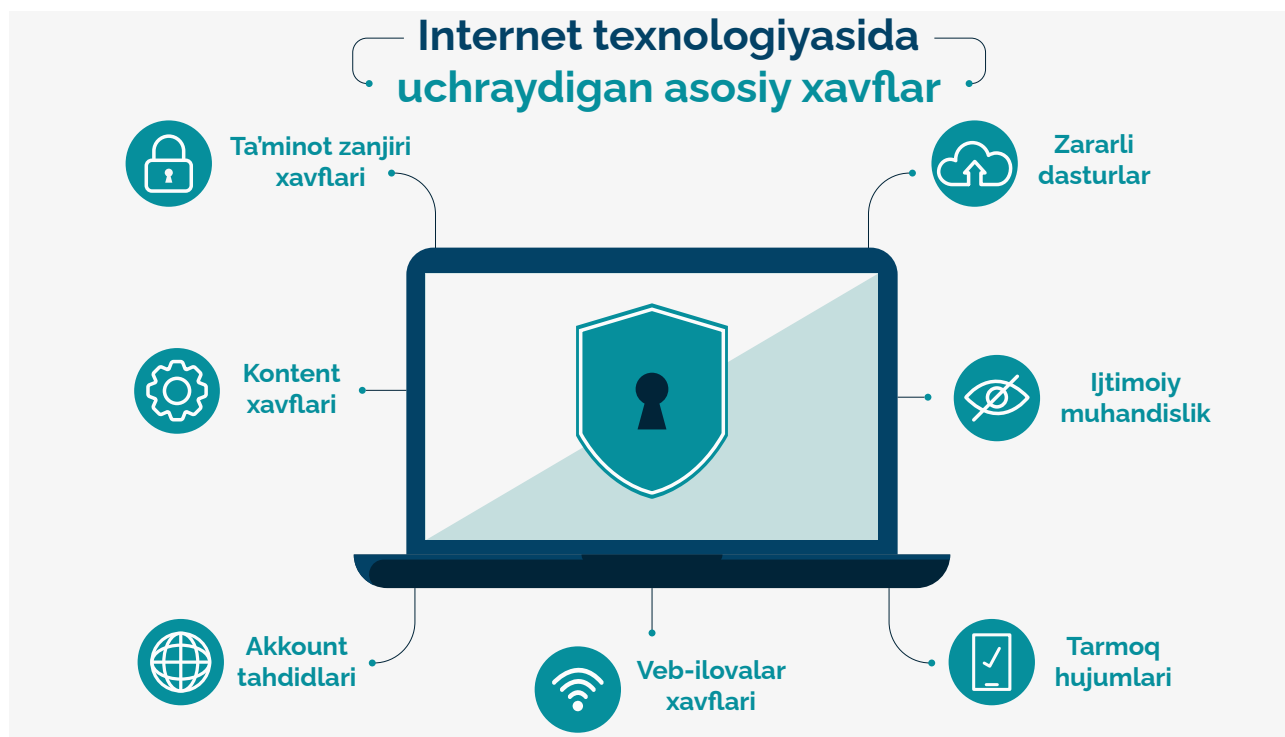 Internet texnologiyasida
uchraydigan asosiy xavflar
Ta'minot zanjiri
xavflari
Zararli
dasturlar
Kontent
xavflari
Ijtimoiy
muhandislik
Akkount
tahdidlari
Veb-ilovalar
xavflari
Tarmoq
hujumlari